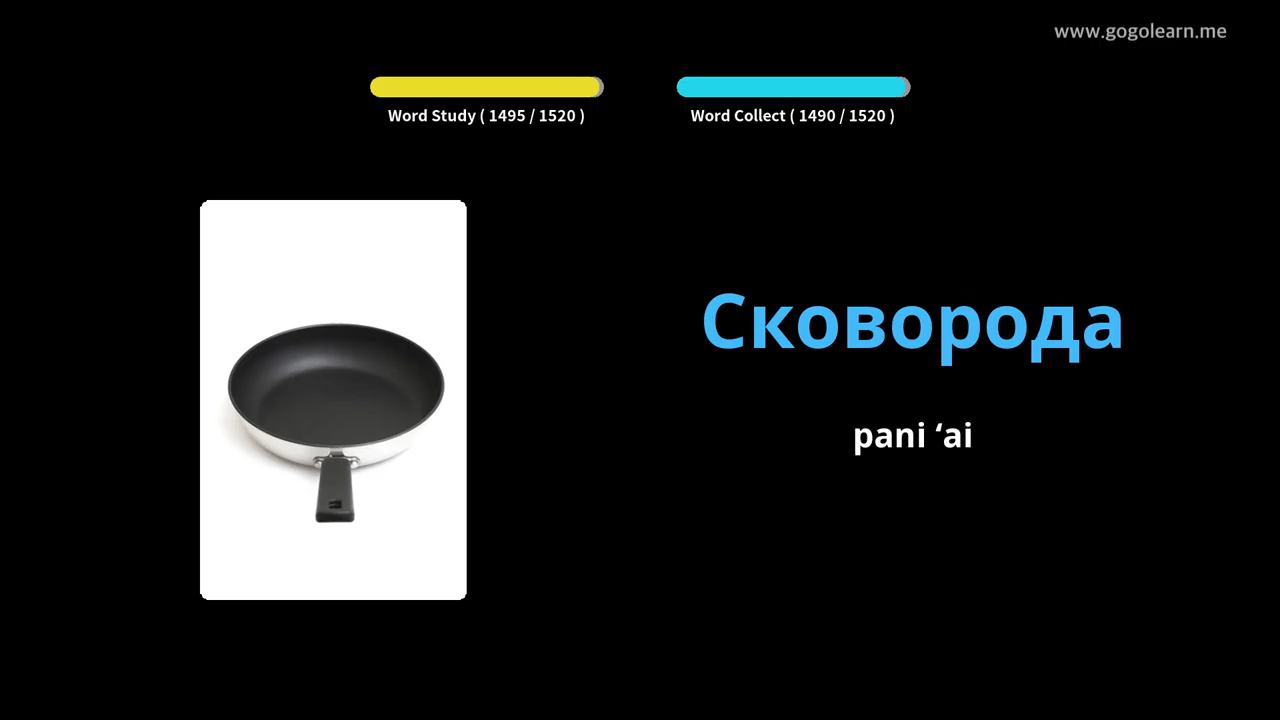 www.gogolearn.me
Word Study ( 1495 / 1520 )
Word Collect ( 1490 / 1520 )
Сковорода
pani ʻai